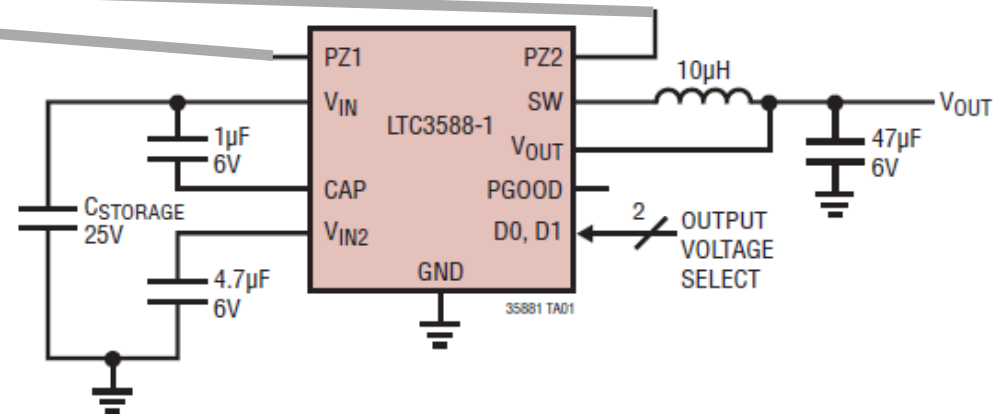 PZ1
PZ2
10µH
VIN
SW
VOUT
LTC3588-1
1µF
6V
VOUT
47µF
6V
CAP
PGOOD
CSTORAGE
25V
VIN2
D0, D1
2
OUTPUT
VOLTAGE
SELECT
4.7µF
6V
GND
35881 TA01